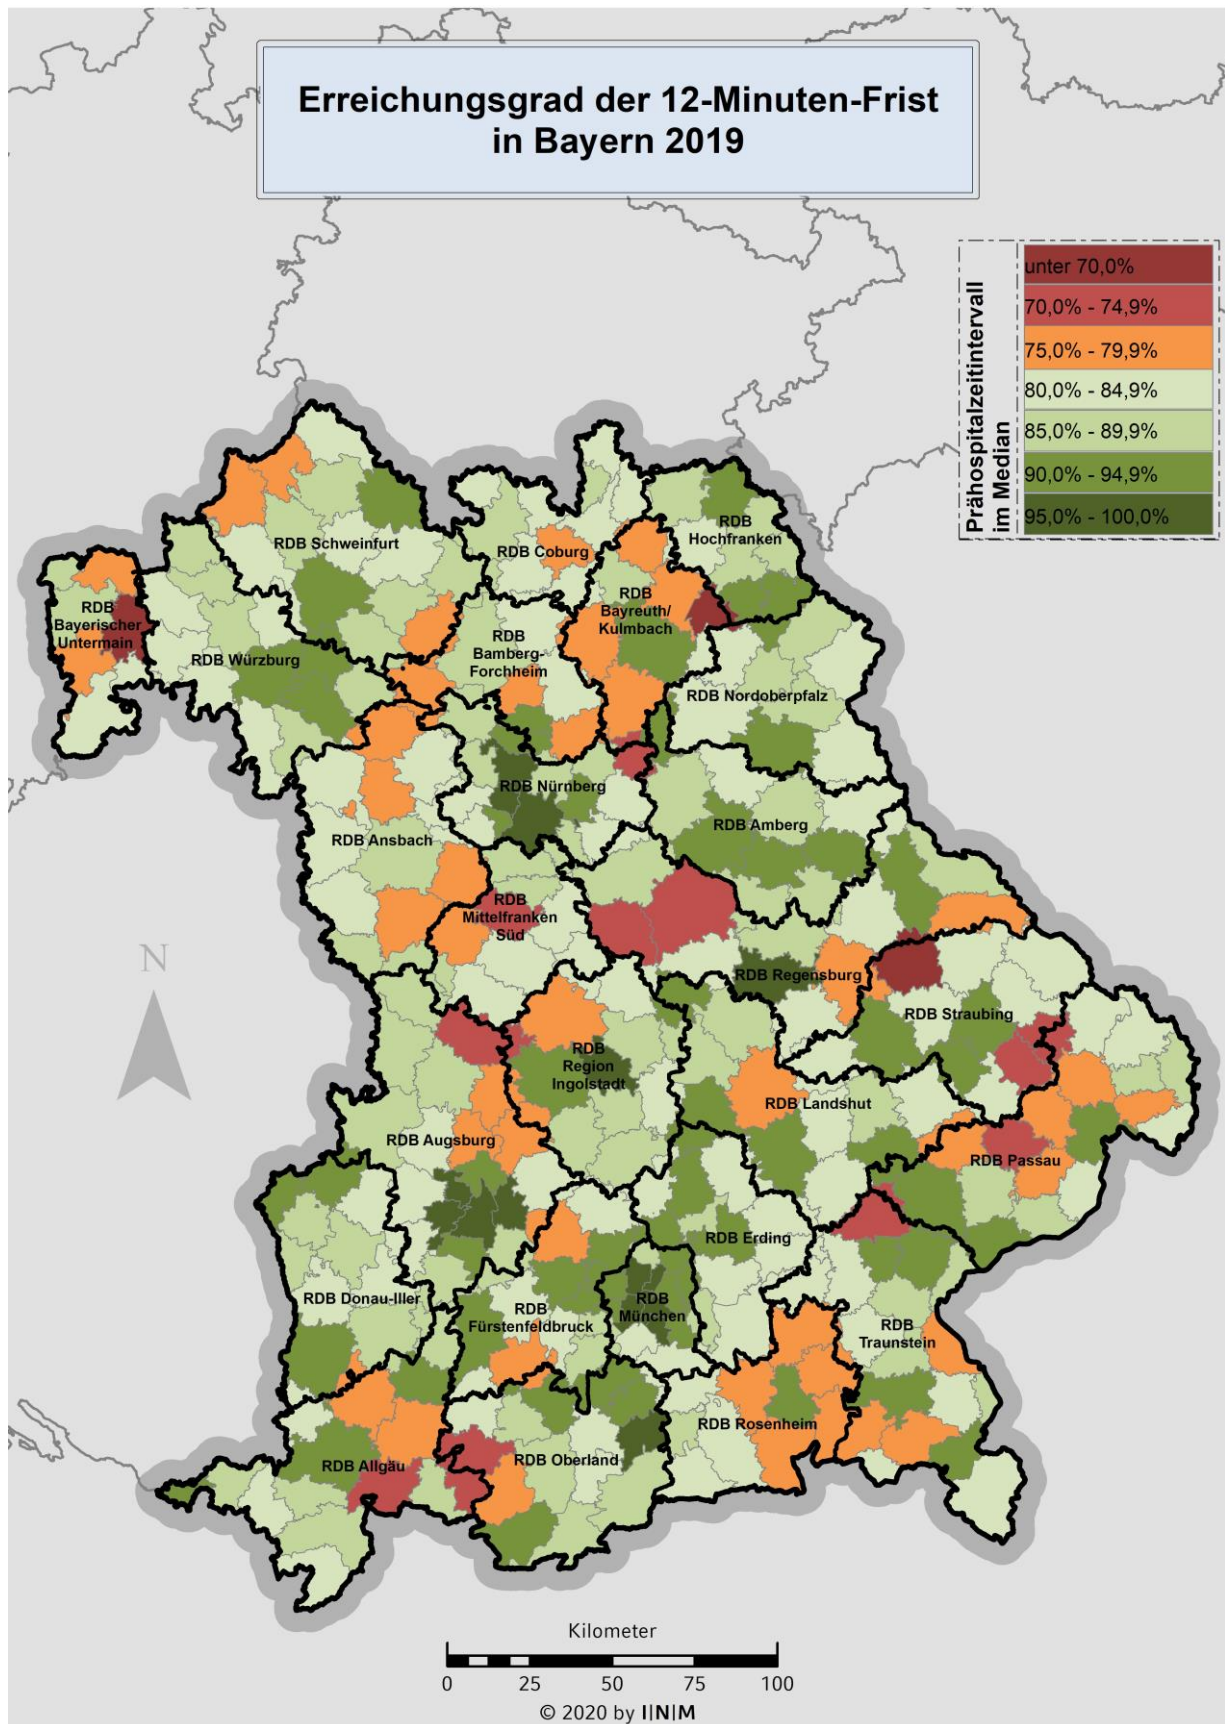 Erreichungsgrad der 12-Minuten-Frist
in Bayern 2019
Prähospitalzeitintervall
im Median
unter 70,0%
70,0% - 74,9%
75,0% - 79,9%
80,0% - 84,9%
85,0% - 89,9%
90,0% - 94,9%
95,0% - 100,0%
RDB
Hochfranken
RDB Schweinfurt
RDB Coburg
RDB
Bayreuth/
Kulmbach
RDB
Bayerischer
Untermain
RDB Würzburg
RDB
Bamberg-
Forchheim
RDB Nordoberpfalz
RDB Nürnberg
RDB Amberg
RDB Ansbach
RDB
Mittelfranken
Süd
N
RDB Regensburg
RDB Straubing
RDB
Region
Ingolstadt
RDB Landshut
RDB Augsburg
RDB Passau
RDB Erding
RDB Donau-Iller
RDB
Fürstenfeldbruck
RDB
München
RDB
Traunstein
RDB Rosenheim
RDB Allgäu
RDB Oberland
Kilometer
0 25 50 75 100
© 2020 by I|N|M